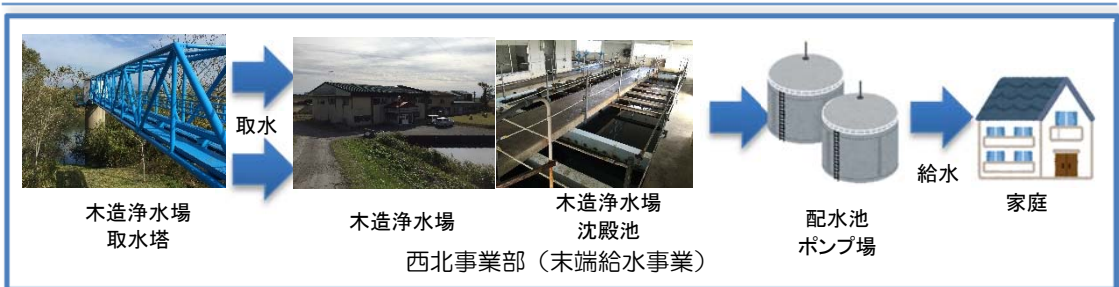 取水
木造浄水場
取水塔
木造浄水場
木造浄水場
沈殿池
配水池
ポンプ場
給水
家庭
西北事業部（末端給水事業）